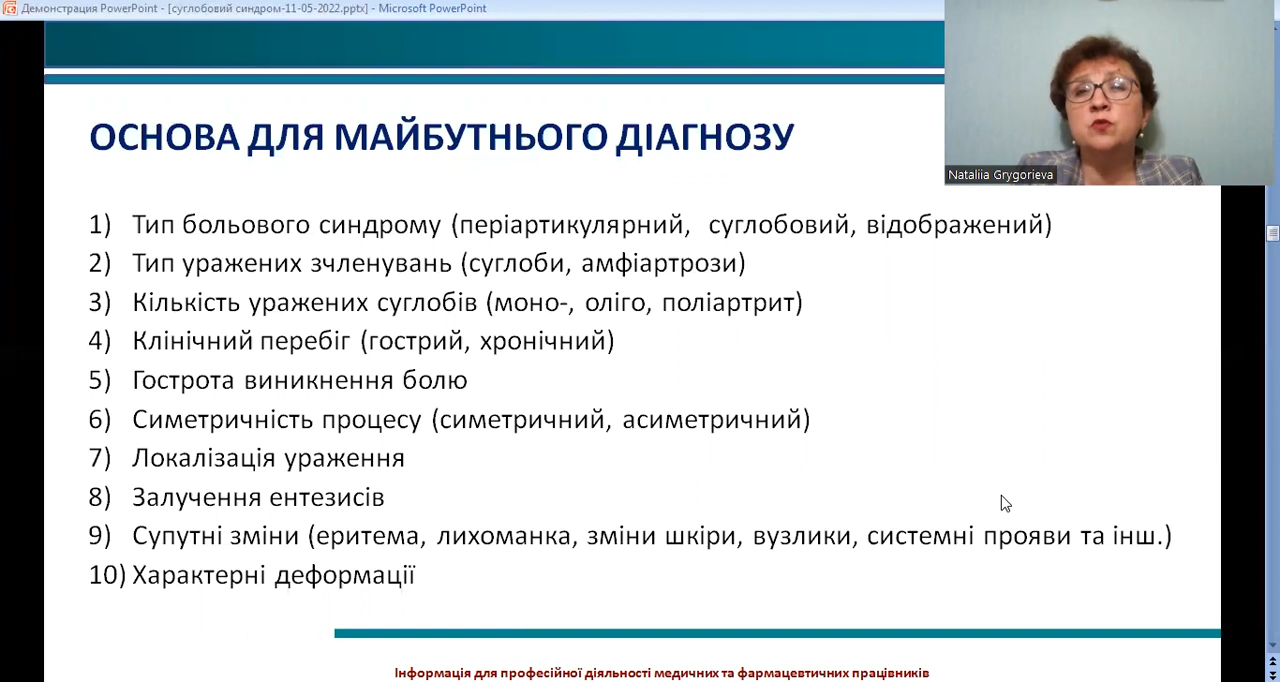 Демонстрация PowerPoint - [суглобовий синдром-11-05-2022.pptx] - Microsoft PowerPoint
Nataliia Grygorieva
ОСНОВА ДЛЯ МАЙБУТНЬОГО ДІАГНОЗУ
1) Тип больового синдрому (періартикулярний, суглобовий, відображений)
2) Тип уражених зчленувань (суглоби, амфіартрози)
3) Кількість уражених суглобів (моно-, оліго, поліартрит)
4) Клінічний перебіг (гострий, хронічний)
5) Гострота виникнення болю
6) Симетричність процесу (симетричний, асиметричний)
7) Локалізація ураження
8) Залучення ентезисів
9) Супутні зміни (еритема, лихоманка, зміни шкіри, вузлики, системні прояви та інш.)
10) Характерні деформації
Інформація для професійної діяльності медичних та фармацевтичних працівників